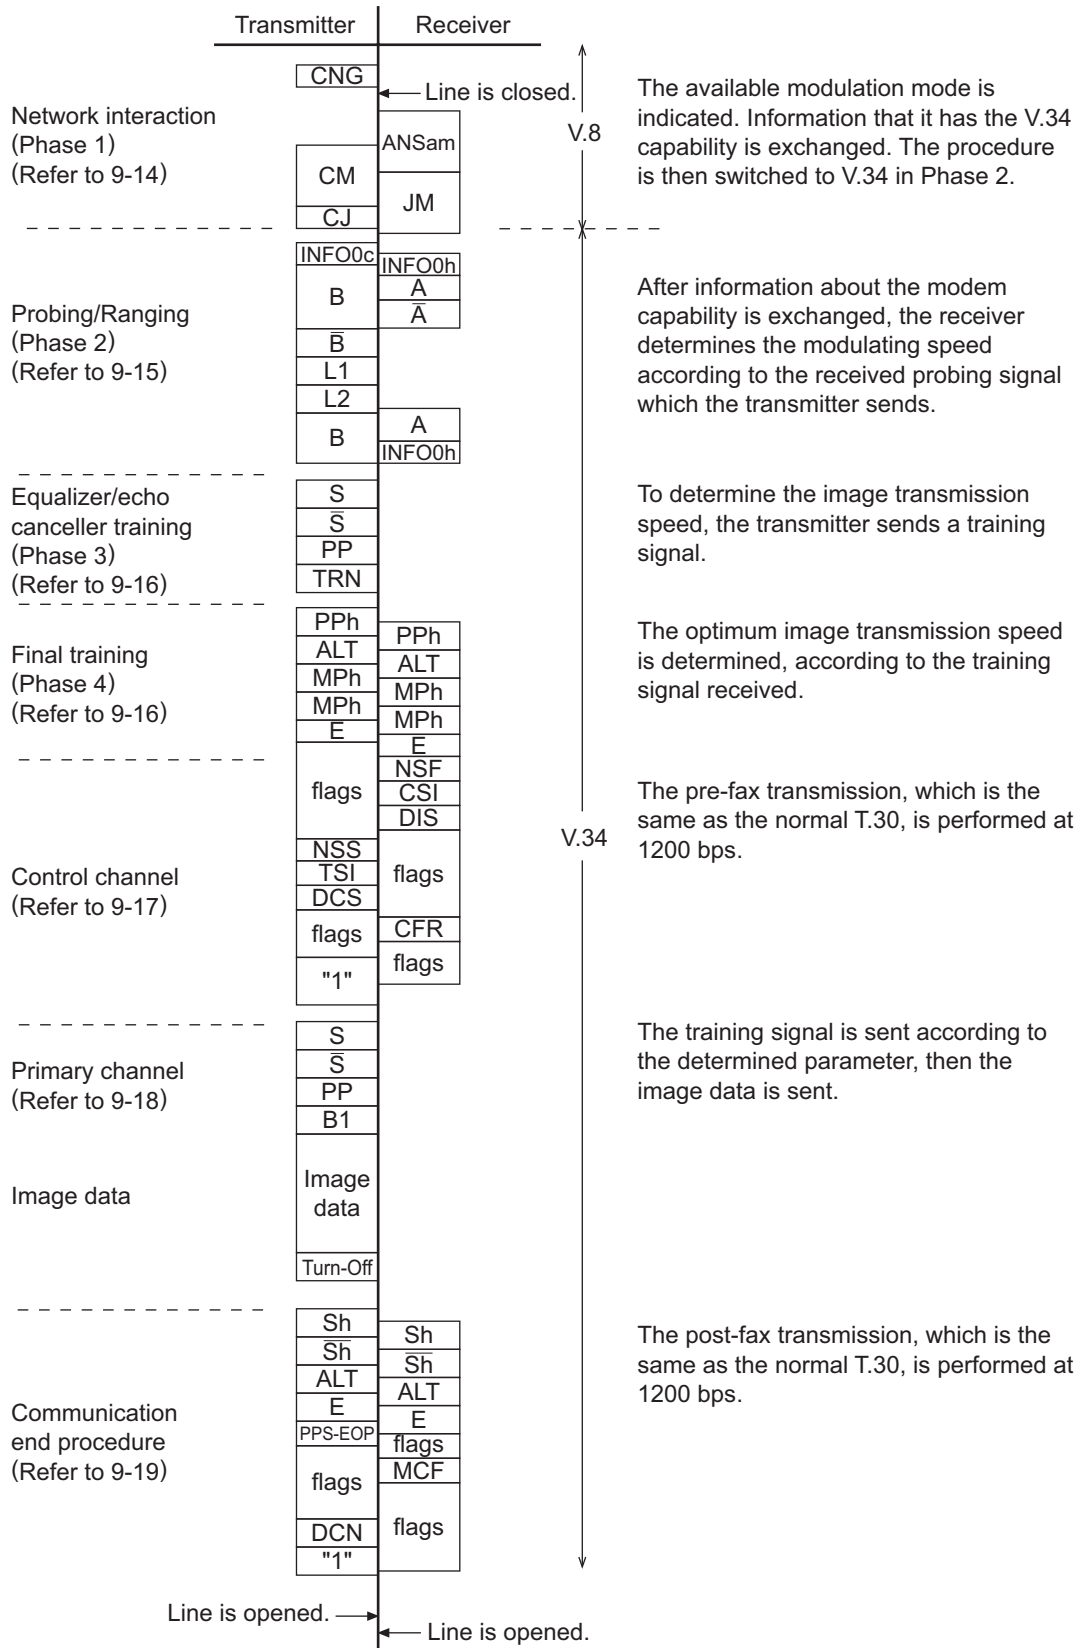 Transmitter Receiver
CNG
Line is closed.
Network interaction
(Phase 1)
(Refer to 9-14)
ANSam
CM
JM
CJ
V.8
The available modulation mode is
indicated. Information that it has the V.34
capability is exchanged. The procedure
is then switched to V.34 in Phase 2.
Probing/Ranging
(Phase 2)
(Refer to 9-15)
INFO0c
INFO0h
B
A
A̅
B̅
L1
L2
B
A
INFO0h
After information about the modem
capability is exchanged, the receiver
determines the modulating speed
according to the received probing signal
which the transmitter sends.
Equalizer/echo
canceller training
(Phase 3)
(Refer to 9-16)
S
S̅
PP
TRN
To determine the image transmission
speed, the transmitter sends a training
signal.
Final training
(Phase 4)
(Refer to 9-16)
PPh
ALT
MPh
MPh
E
PPh
ALT
MPh
MPh
E
The optimum image transmission speed
is determined, according to the training
signal received.
V.34
Control channel
(Refer to 9-17)
flags
NSS
TSI
DCS
flags
"1"
NSF
CSI
DIS
flags
CFR
flags
The pre-fax transmission, which is the
same as the normal T.30, is performed at
1200 bps.
Primary channel
(Refer to 9-18)
S
S̅
PP
B1
The training signal is sent according to
the determined parameter, then the
image data is sent.
Image data
Image
data
Turn-Off
Communication
end procedure
(Refer to 9-19)
Sh
S̅h̅
ALT
E
PPS-EOP
flags
DCN
"1"
Sh
S̅h̅
ALT
E
flags
MCF
flags
The post-fax transmission, which is the
same as the normal T.30, is performed at
1200 bps.
Line is opened.
Line is opened.